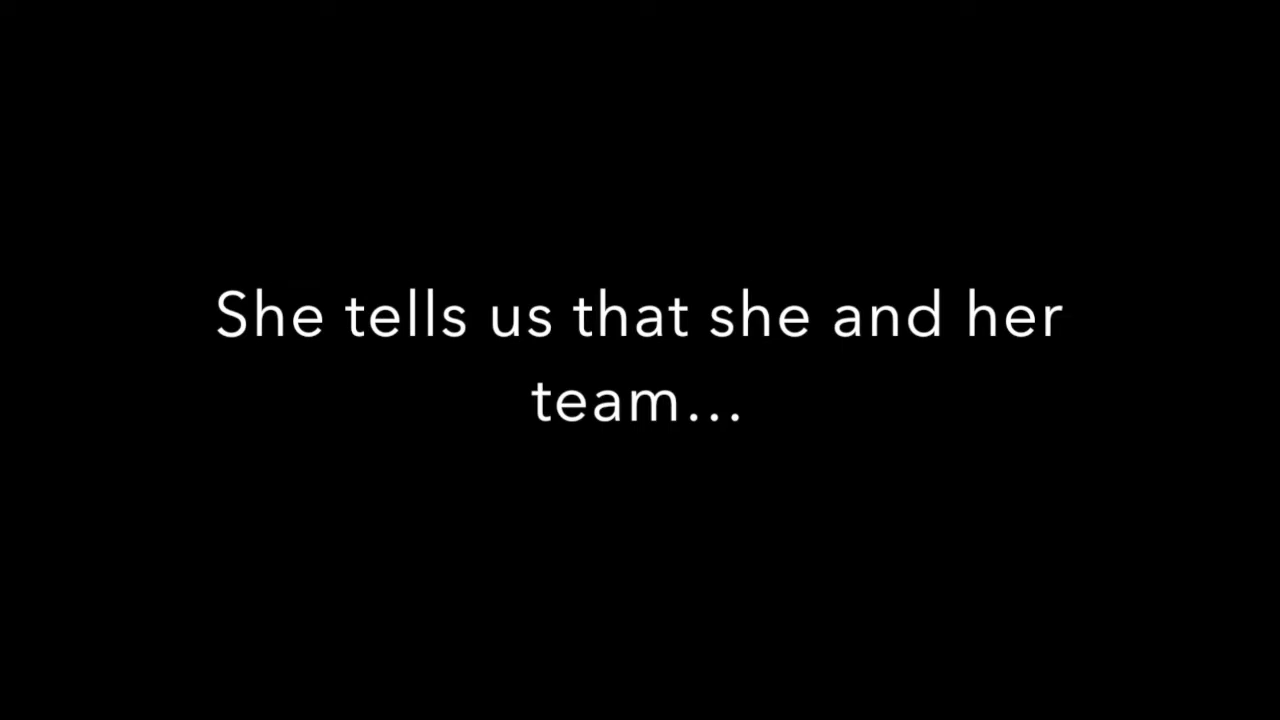 She tells us that she and her
team…